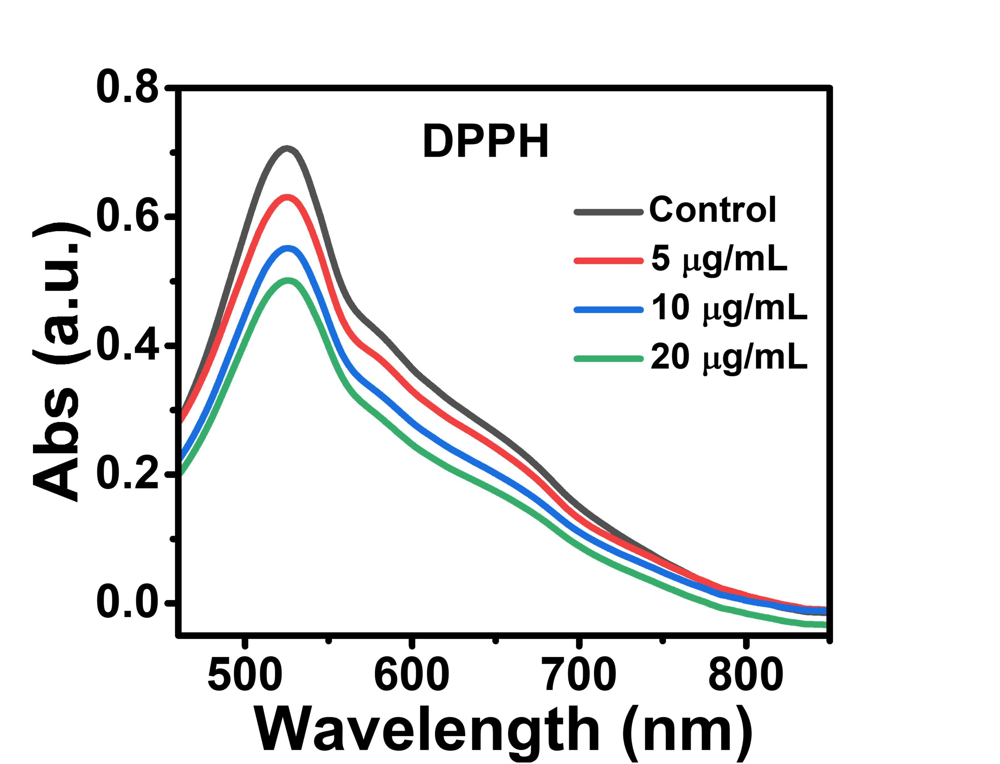 0.8
DPPH
Control
0.6
5 μg/mL
10 μg/mL
0.4
20 μg/mL
0.2
0.0
Abs (a.u.)
500 600 700 800
Wavelength (nm)